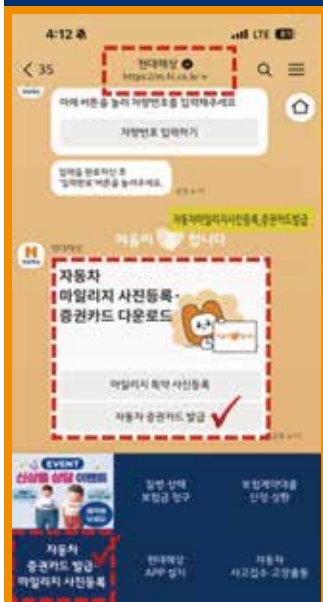 4:12
LTE
35
현대해상
https://m.hi.co.kr
아래 버튼을 눌러 차량번호를 입력해주세요.
차량번호 입력하기
입력을 완료하신 후
'입력완료'버튼을 눌러주세요.
자동차마일리지사진등록,증권카드발급
마음이 합니다
현대해상
자동차
마일리지 사진등록·
증권카드 다운로드
마일리지 특약 사진등록
자동차 증권카드 발급
EVENT
신상품 상담 이벤트
일반·상해
보험금 청구
보험계약대출
신청·상환
자동차
증권카드 발급·
마일리지 사진등록
현대해상
APP 설치
자동차
사고접수·고장출동